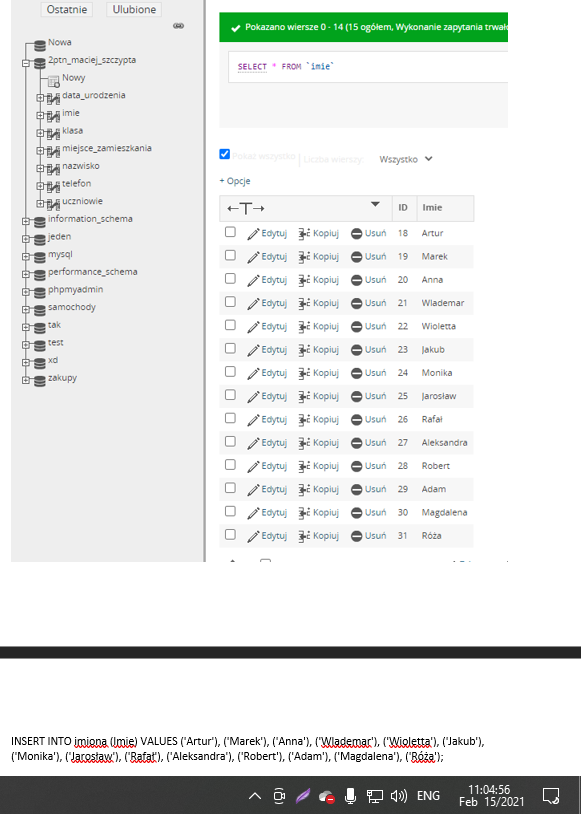 Ostatnie Ulubione
Nowa
2ptn_maciej_szczypta
Nowy
data_urodzenia
imie
klasa
miejsce_zamieszkania
nazwisko
telefon
uczniowie
information_schema
jeden
mysql
performance_schema
phpmyadmin
samochody
tak
test
xd
zakupy
Pokazano wiersze 0 - 14 (15 ogółem, Wykonanie zapytania trwało
SELECT * FROM `imie`
Pokaż wszystko | Liczba wierszy: Wszystko
+ Opcje
←T→ ID Imie
Edytuj Kopiuj Usuń 18 Artur
Edytuj Kopiuj Usuń 19 Marek
Edytuj Kopiuj Usuń 20 Anna
Edytuj Kopiuj Usuń 21 Wlademar
Edytuj Kopiuj Usuń 22 Wioletta
Edytuj Kopiuj Usuń 23 Jakub
Edytuj Kopiuj Usuń 24 Monika
Edytuj Kopiuj Usuń 25 Jarosław
Edytuj Kopiuj Usuń 26 Rafał
Edytuj Kopiuj Usuń 27 Aleksandra
Edytuj Kopiuj Usuń 28 Robert
Edytuj Kopiuj Usuń 29 Adam
Edytuj Kopiuj Usuń 30 Magdalena
Edytuj Kopiuj Usuń 31 Róża
INSERT INTO imiona (Imie) VALUES ('Artur'), ('Marek'), ('Anna'), ('Wlademar'), ('Wioletta'), ('Jakub'),
('Monika'), ('Jarosław'), ('Rafał'), ('Aleksandra'), ('Robert'), ('Adam'), ('Magdalena'), ('Róża');
ENG 11:04:56
Feb 15/2021